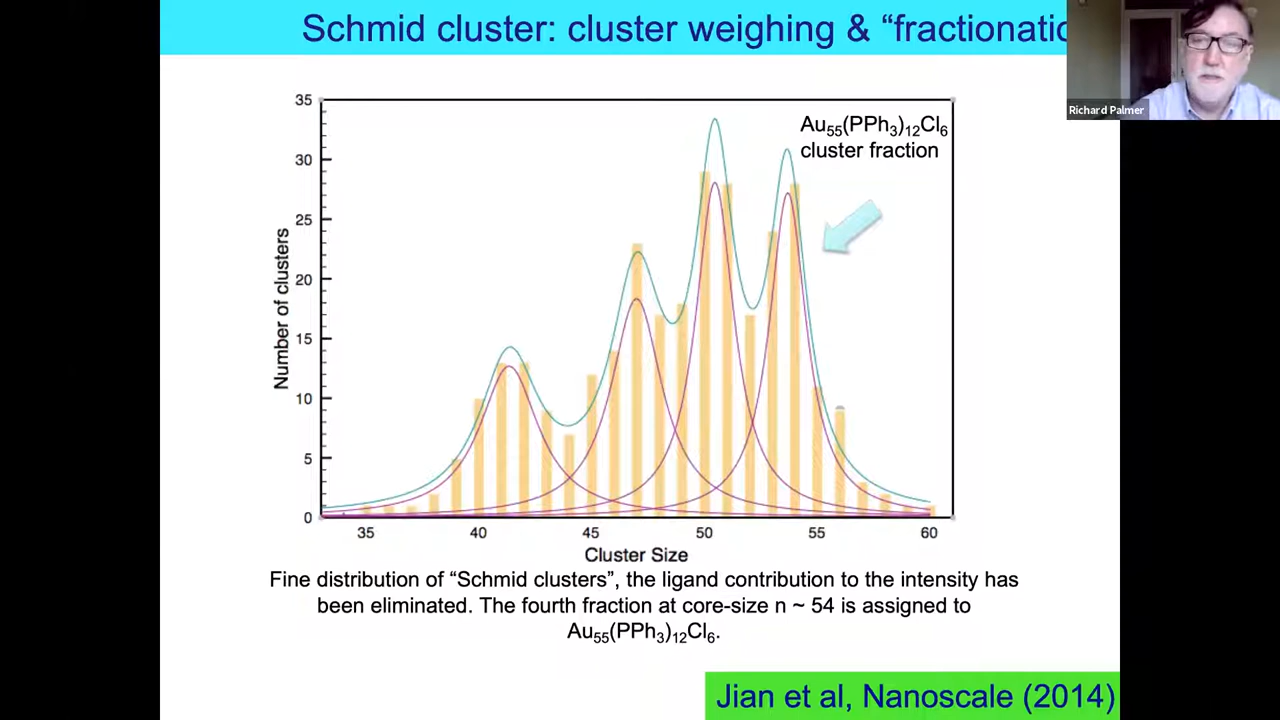 Schmid cluster: cluster weighing & “fractionatio
Richard Palmer
Au55(PPh3)12Cl6
cluster fraction
35
30
25
20
15
10
5
0
Number of clusters
35 40 45 50 55 60
Cluster Size
Fine distribution of “Schmid clusters”, the ligand contribution to the intensity has
been eliminated. The fourth fraction at core-size n ~ 54 is assigned to
Au55(PPh3)12Cl6.
Jian et al, Nanoscale (2014)